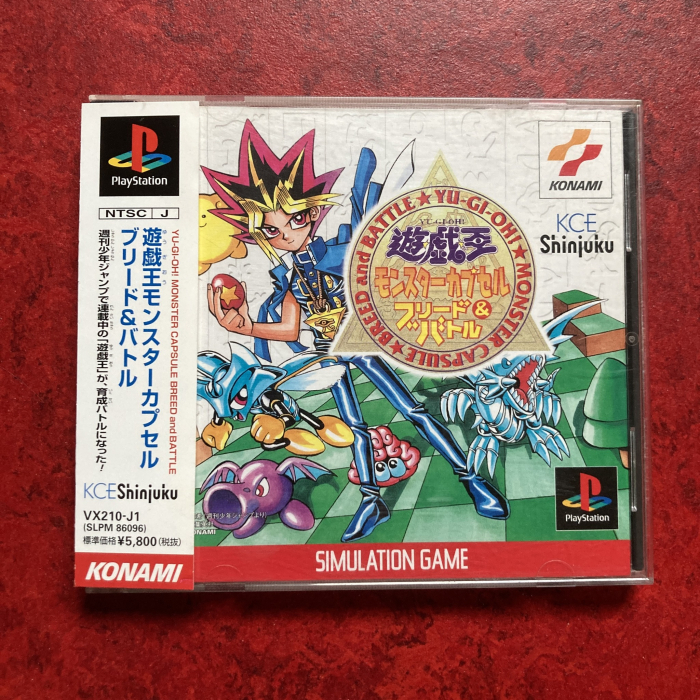 PlayStation
NTSC J
遊戯王モンスターカプセル
ブリード&バトル
YU-GI-OH! MONSTER CAPSULE BREED and BATTLE
週刊少年ジャンプで連載中の「遊戯王」が、育成バトルになった!
KCE Shinjuku
VX210-J1
(SLPM 86096)
標準価格¥5,800(税抜)
KONAMI
BREED and BATTLE★YU-GI-OH!★MONSTER CAPSULE★
YU-GI-OH!
遊戯王
モンスターカプセル
ブリード&
バトル
KONAMI
KCE
Shinjuku
PlayStation
KONAMI
SIMULATION GAME